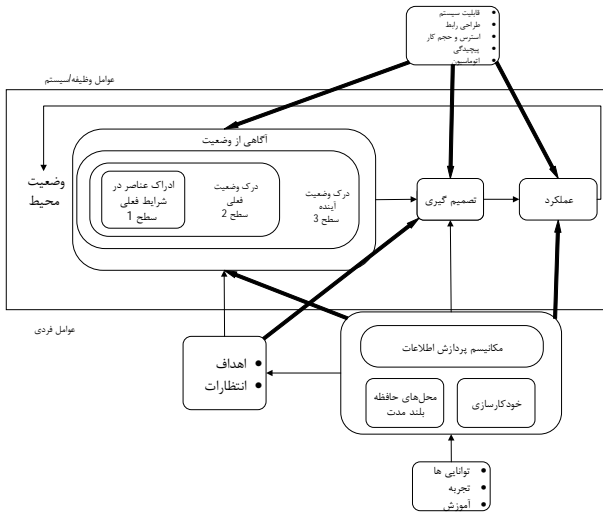 قابلیت سیستم
طراحی رابط
استرس و حجم کار
پیچیدگی
اتوماسیون
عوامل وظیفه/سیستم
آگاهی از وضعیت
وضعیت
محیط
ادراک عناصر در
شرایط فعلی
سطح 1
درک وضعیت
فعلی
سطح 2
درک وضعیت
آینده
سطح 3
تصمیم گیری
عملکرد
عوامل فردی
اهداف
انتظارات
مکانیسم پردازش اطلاعات
محل‌های حافظه
بلند مدت
خودکارسازی
توانایی ها
تجربه
آموزش